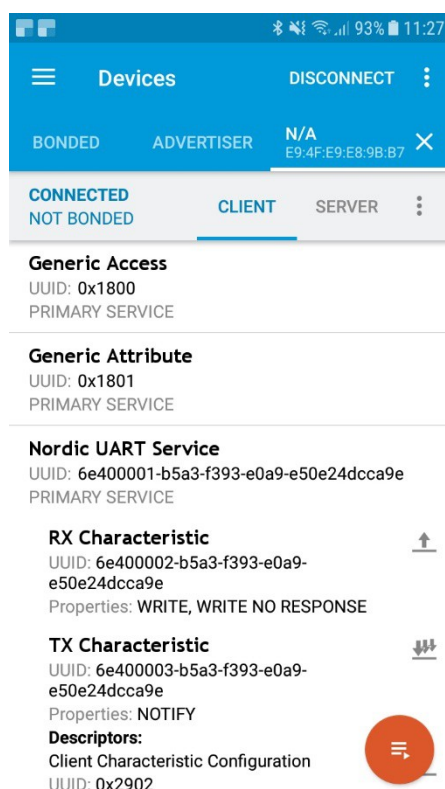 93% 11:27
Devices DISCONNECT
BONDED ADVERTISER N/A
E9:4F:E9:E8:9B:B7
CONNECTED
NOT BONDED CLIENT SERVER
Generic Access
UUID: 0x1800
PRIMARY SERVICE
Generic Attribute
UUID: 0x1801
PRIMARY SERVICE
Nordic UART Service
UUID: 6e400001-b5a3-f393-e0a9-e50e24dcca9e
PRIMARY SERVICE
RX Characteristic
UUID: 6e400002-b5a3-f393-e0a9-
e50e24dcca9e
Properties: WRITE, WRITE NO RESPONSE
TX Characteristic
UUID: 6e400003-b5a3-f393-e0a9-
e50e24dcca9e
Properties: NOTIFY
Descriptors:
Client Characteristic Configuration
UUID: 0x2902